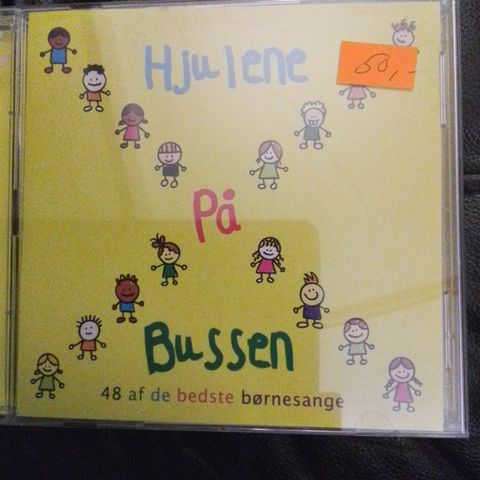 Hjulene
60,-
På
Bussen
48 af de bedste børnesange